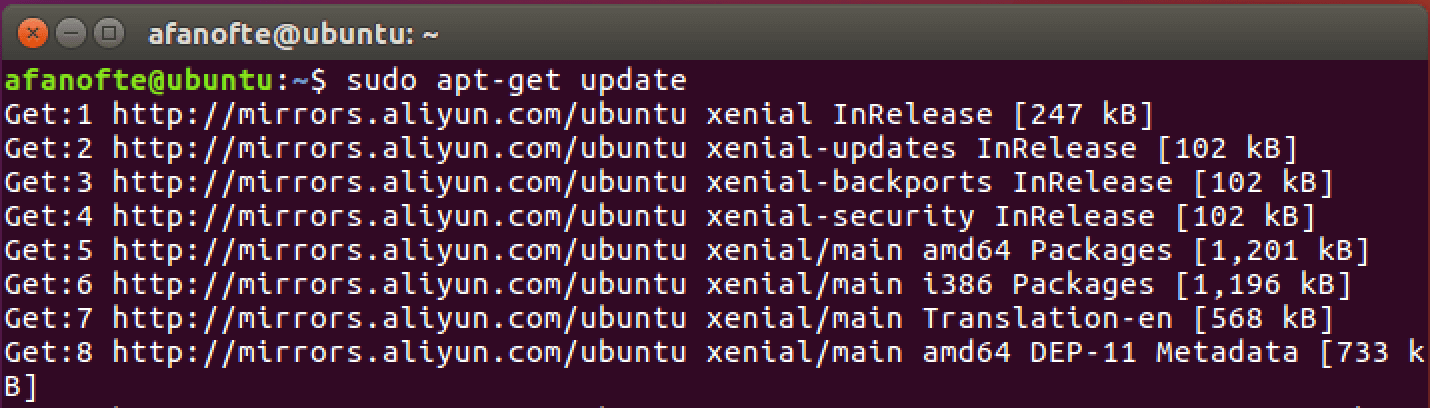 afanofte@ubuntu: ~
afanofte@ubuntu:~$ sudo apt-get update
Get:1 http://mirrors.aliyun.com/ubuntu xenial InRelease [247 kB]
Get:2 http://mirrors.aliyun.com/ubuntu xenial-updates InRelease [102 kB]
Get:3 http://mirrors.aliyun.com/ubuntu xenial-backports InRelease [102 kB]
Get:4 http://mirrors.aliyun.com/ubuntu xenial-security InRelease [102 kB]
Get:5 http://mirrors.aliyun.com/ubuntu xenial/main amd64 Packages [1,201 kB]
Get:6 http://mirrors.aliyun.com/ubuntu xenial/main i386 Packages [1,196 kB]
Get:7 http://mirrors.aliyun.com/ubuntu xenial/main Translation-en [568 kB]
Get:8 http://mirrors.aliyun.com/ubuntu xenial/main amd64 DEP-11 Metadata [733 k
B]